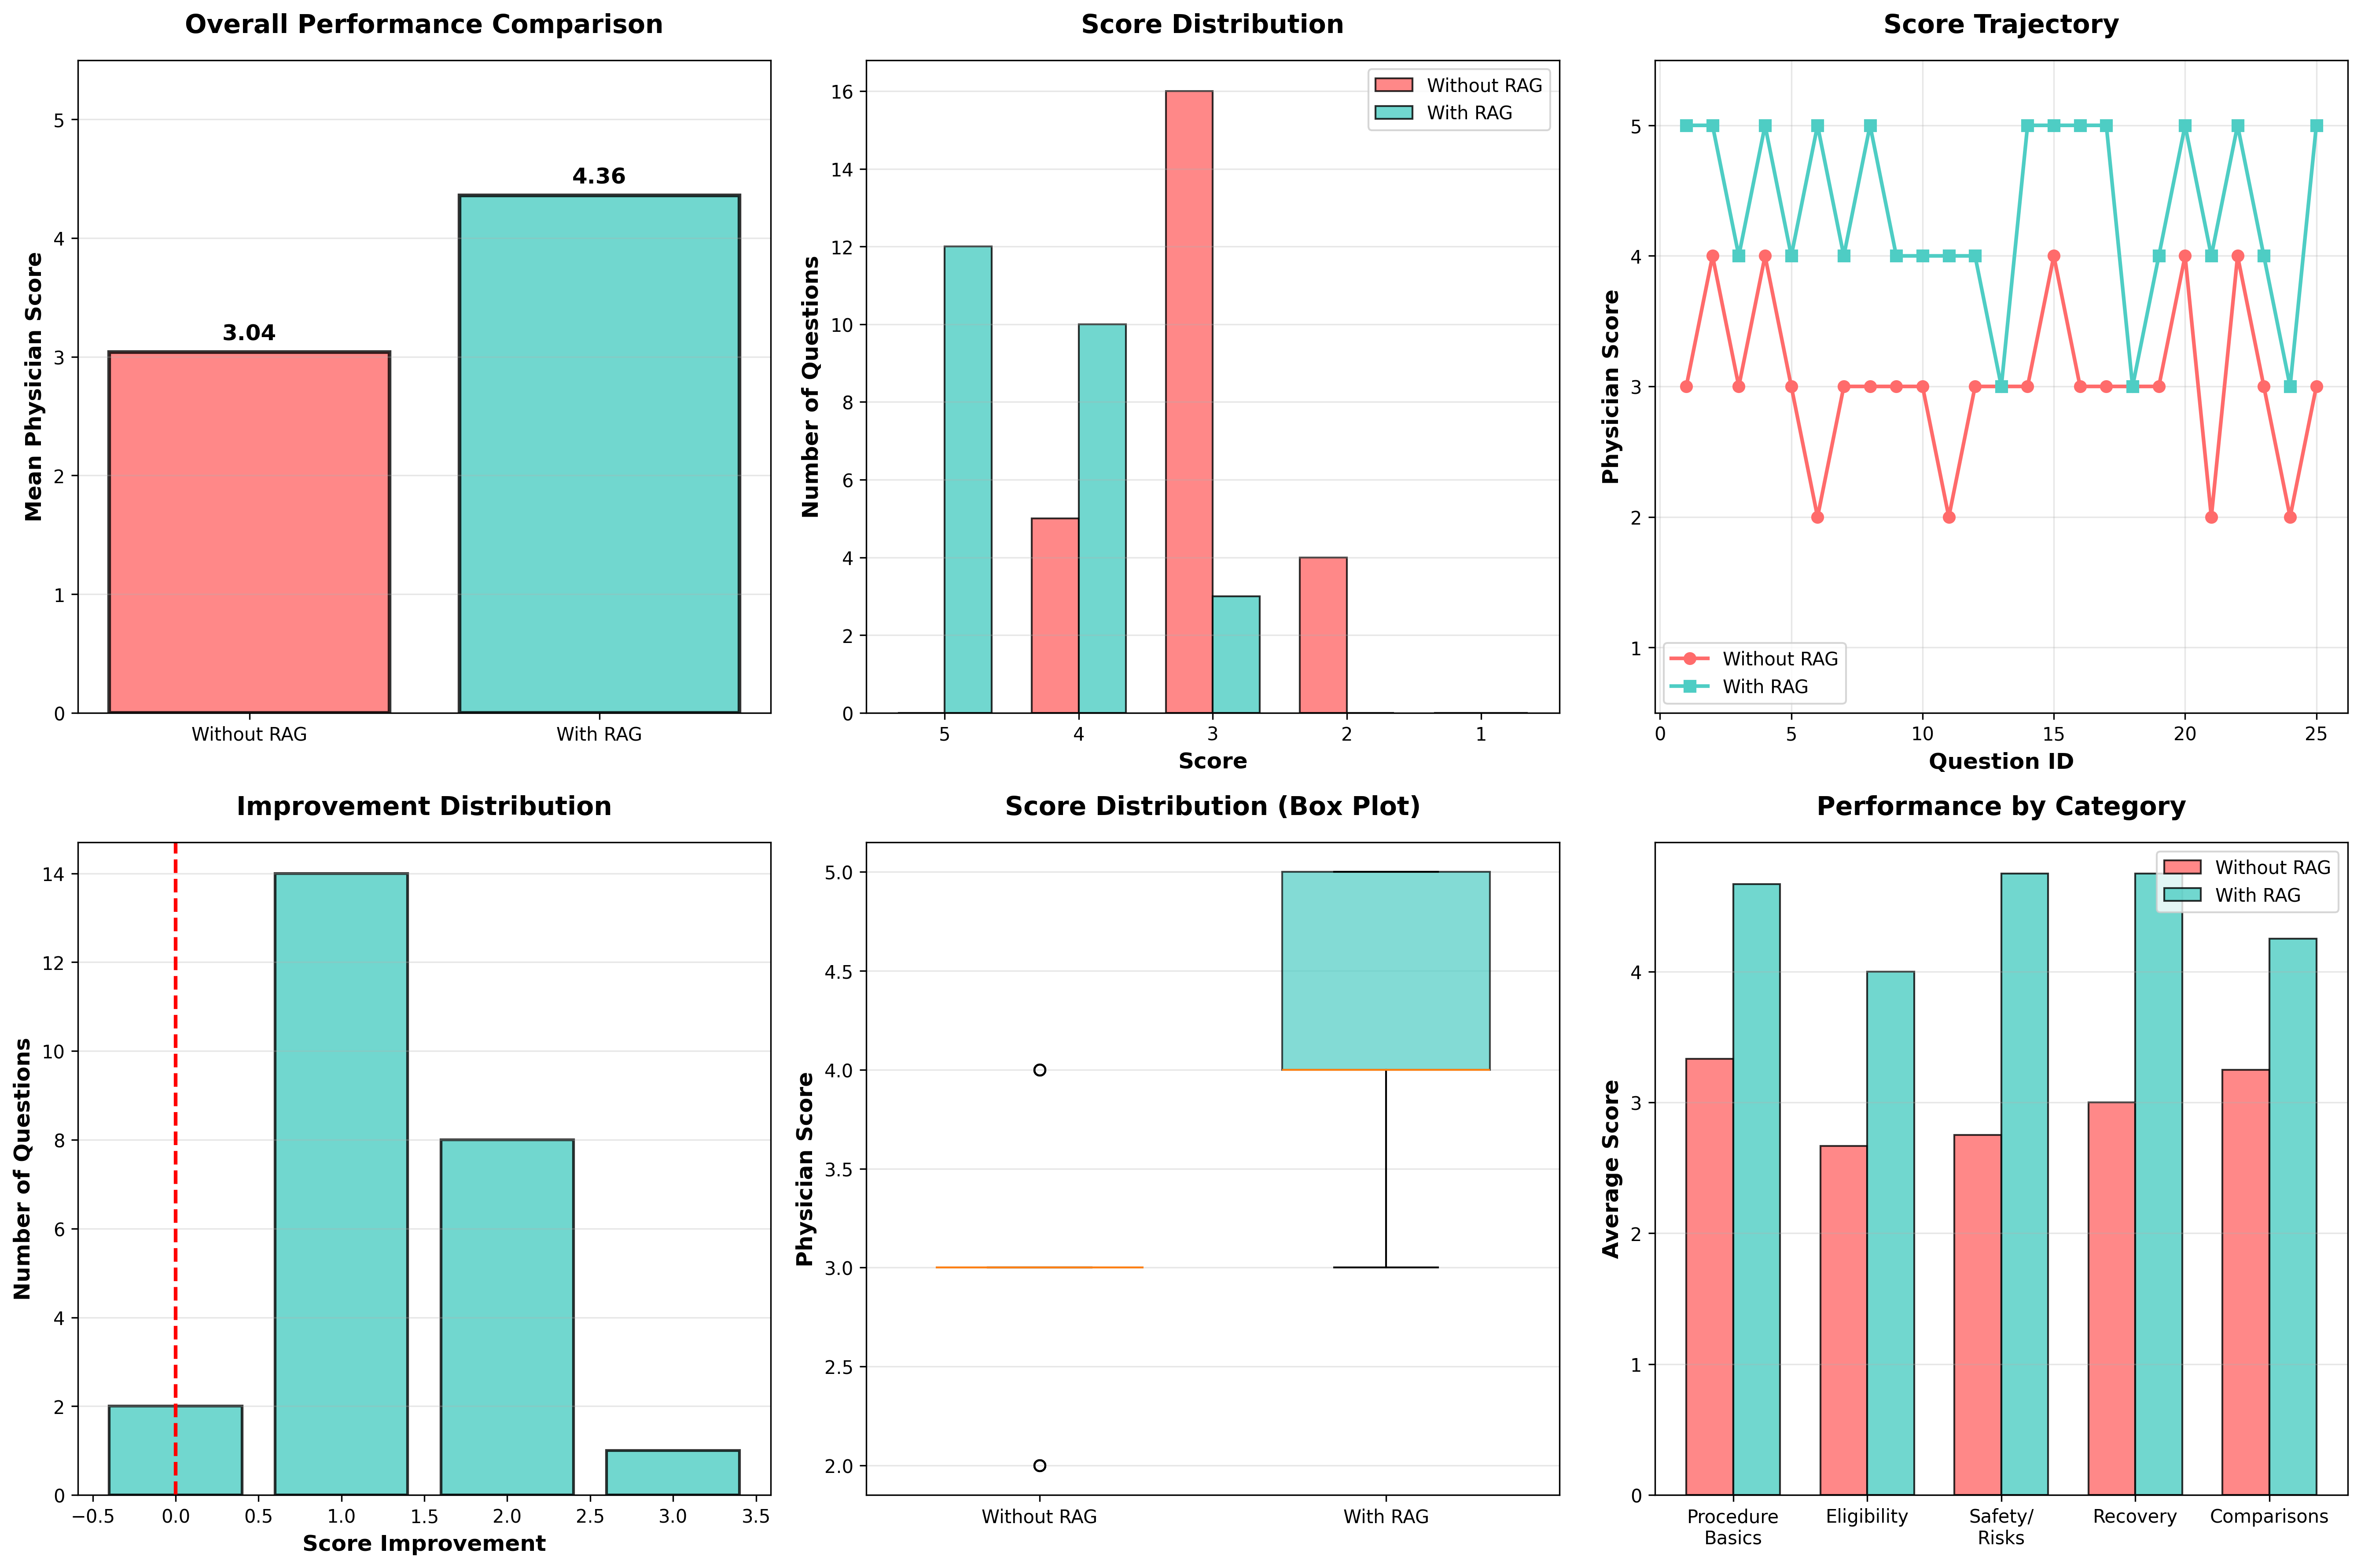 Overall Performance Comparison
Mean Physician Score
5
4
3
2
1
0
3.04
4.36
Without RAG
With RAG
Score Distribution
Number of Questions
16
14
12
10
8
6
4
2
0
Without RAG
With RAG
5
4
3
2
1
Score
Score Trajectory
Physician Score
5
4
3
2
1
Without RAG
With RAG
0
5
10
15
20
25
Question ID
Improvement Distribution
Number of Questions
14
12
10
8
6
4
2
0
−0.5
0.0
0.5
1.0
1.5
2.0
2.5
3.0
3.5
Score Improvement
Score Distribution (Box Plot)
Physician Score
5.0
4.5
4.0
3.5
3.0
2.5
2.0
Without RAG
With RAG
Performance by Category
Average Score
Without RAG
With RAG
4
3
2
1
0
Procedure
Basics
Eligibility
Safety/
Risks
Recovery
Comparisons